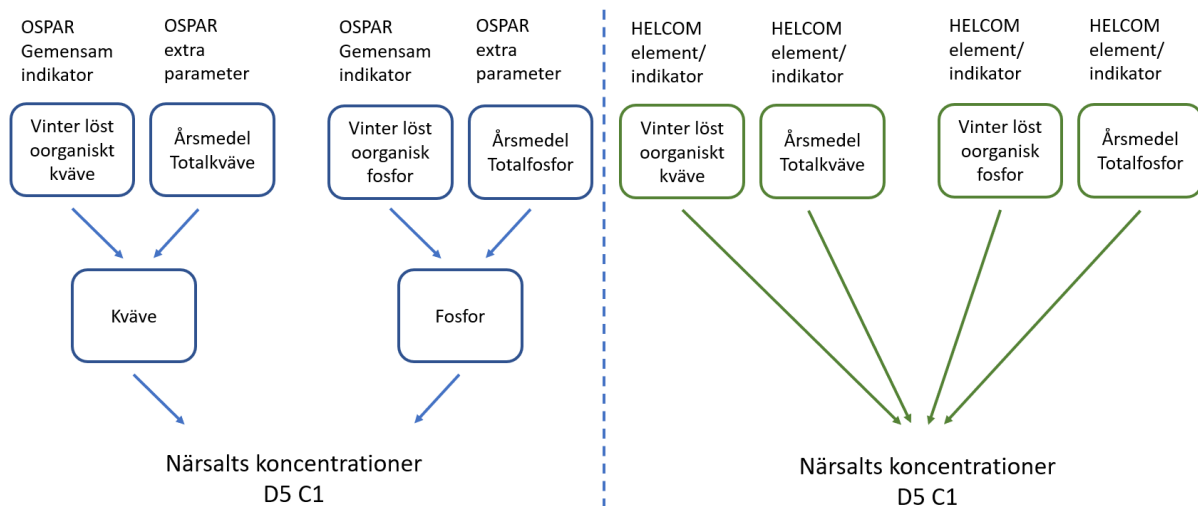 OSPAR
Gemensam
indikator
OSPAR
extra
parameter
OSPAR
Gemensam
indikator
OSPAR
extra
parameter
HELCOM
element/
indikator
HELCOM
element/
indikator
HELCOM
element/
indikator
HELCOM
element/
indikator
Vinter löst
oorganiskt
kväve
Årsmedel
Totalkväve
Vinter löst
oorganisk
fosfor
Årsmedel
Totalfosfor
Vinter löst
oorganiskt
kväve
Årsmedel
Totalkväve
Vinter löst
oorganisk
fosfor
Årsmedel
Totalfosfor
Kväve
Fosfor
Närsalts koncentrationer
D5 C1
Närsalts koncentrationer
D5 C1